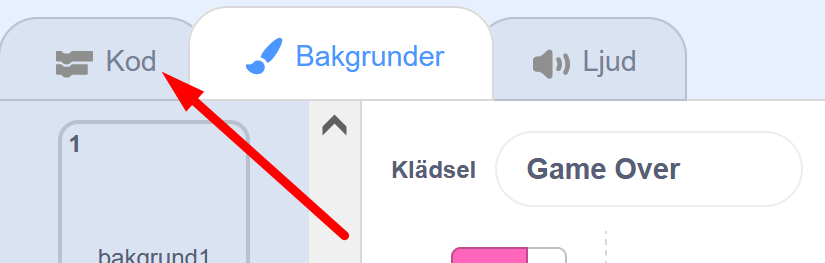 Kod
Bakgrunder
Ljud
1
Klädsel
Game Over
bakgrund1